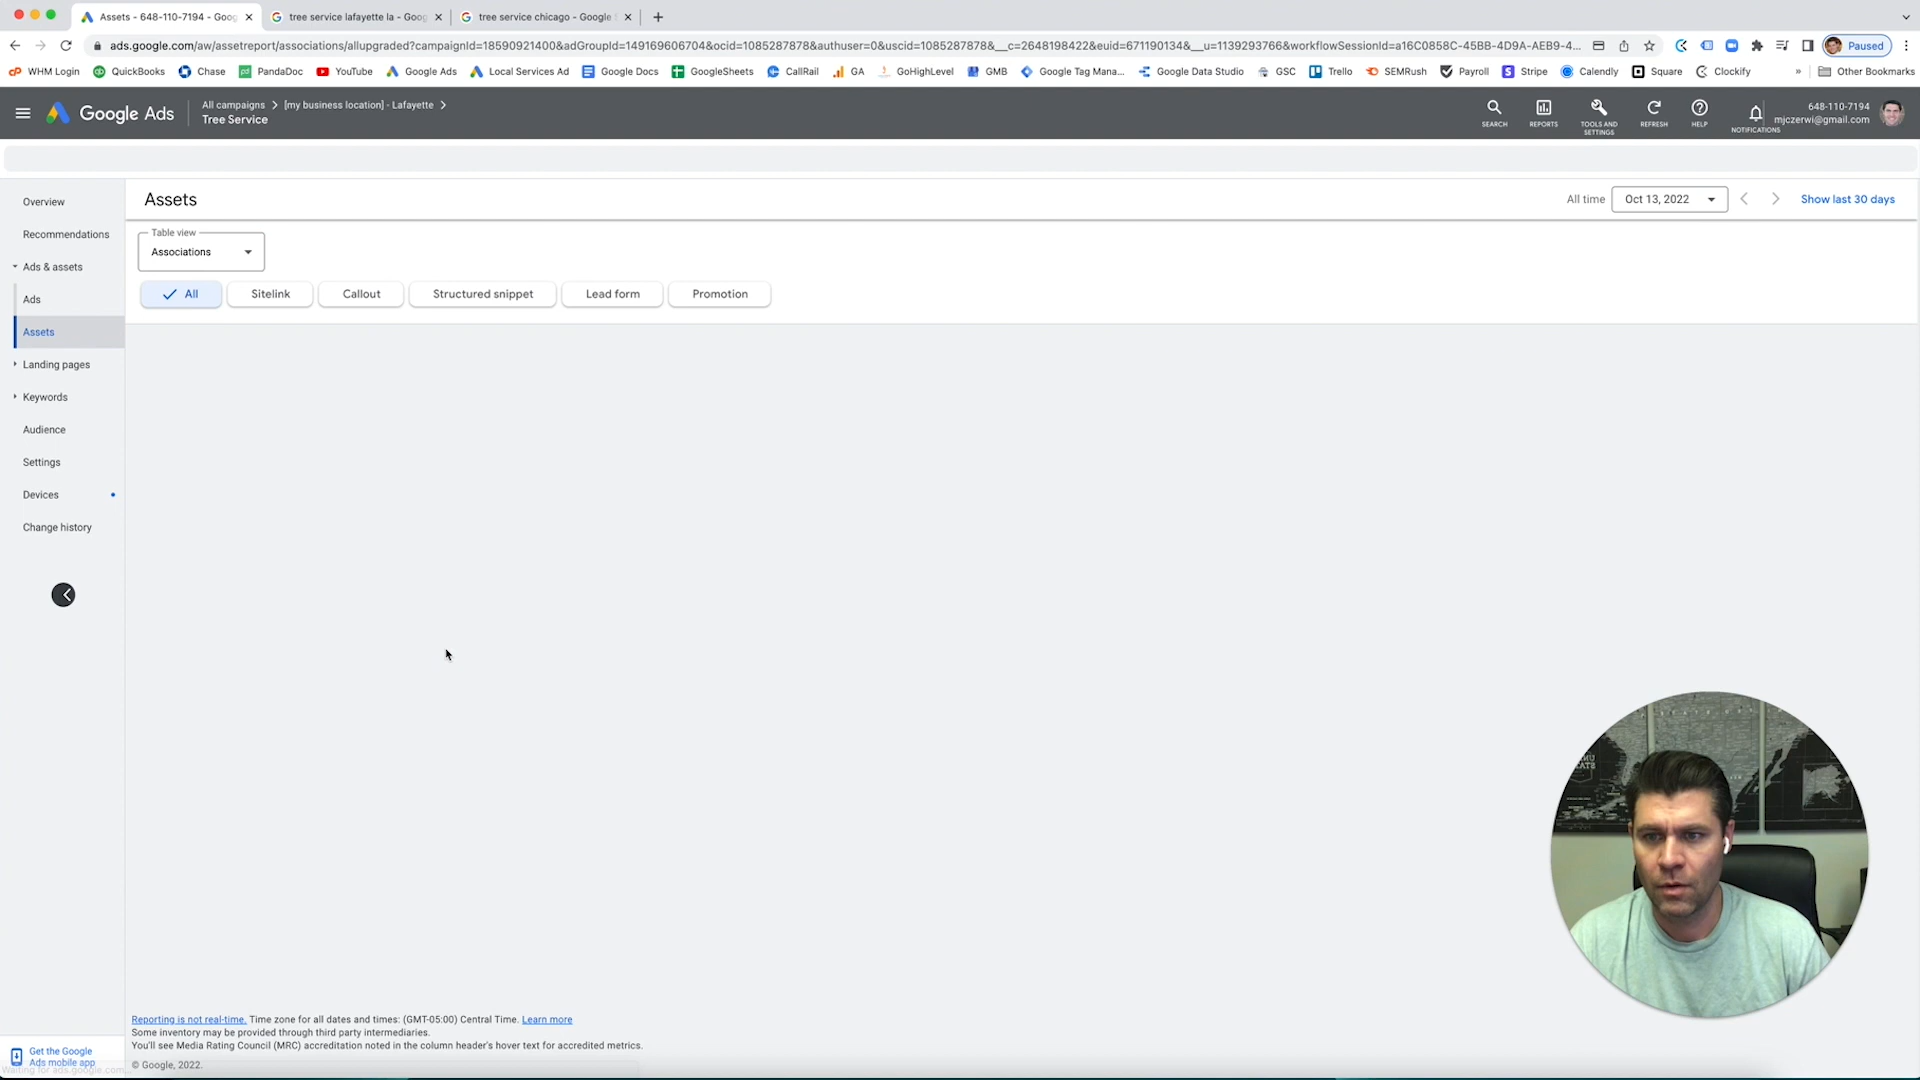 Assets - 648-110-7194 - Goog
tree service lafayette la - Goog
tree service chicago - Google
ads.google.com/aw/assetreport/associations/allupgraded?campaignId=18590921400&adGroupId=149169606704&ocid=1085287878&authuser=0&uscid=1085287878&__c=2648198422&euid=671190134&__u=1139293766&workflowSessionId=a16C0858C-45BB-4D9A-AEB9-4...
Paused
WHM Login
QuickBooks
Chase
PandaDoc
YouTube
Google Ads
Local Services Ad
Google Docs
GoogleSheets
CallRail
GA
GoHighLevel
GMB
Google Tag Mana...
Google Data Studio
GSC
Trello
SEMRush
Payroll
Stripe
Calendly
Square
Clockify
»
Other Bookmarks
Google Ads
All campaigns > [my business location] - Lafayette >
Tree Service
SEARCH
REPORTS
TOOLS AND
SETTINGS
REFRESH
HELP
NOTIFICATIONS
648-110-7194
mjczerwi@gmail.com
Overview
Recommendations
Ads & assets
Ads
Assets
Landing pages
Keywords
Audience
Settings
Devices
Change history
Get the Google
Ads mobile app
Waiting for ads.google.com...
Assets
All time
Oct 13, 2022
Show last 30 days
Table view
Associations
All
Sitelink
Callout
Structured snippet
Lead form
Promotion
Reporting is not real-time. Time zone for all dates and times: (GMT-05:00) Central Time. Learn more
Some inventory may be provided through third party intermediaries.
You'll see Media Rating Council (MRC) accreditation noted in the column header's hover text for accredited metrics.
© Google, 2022.